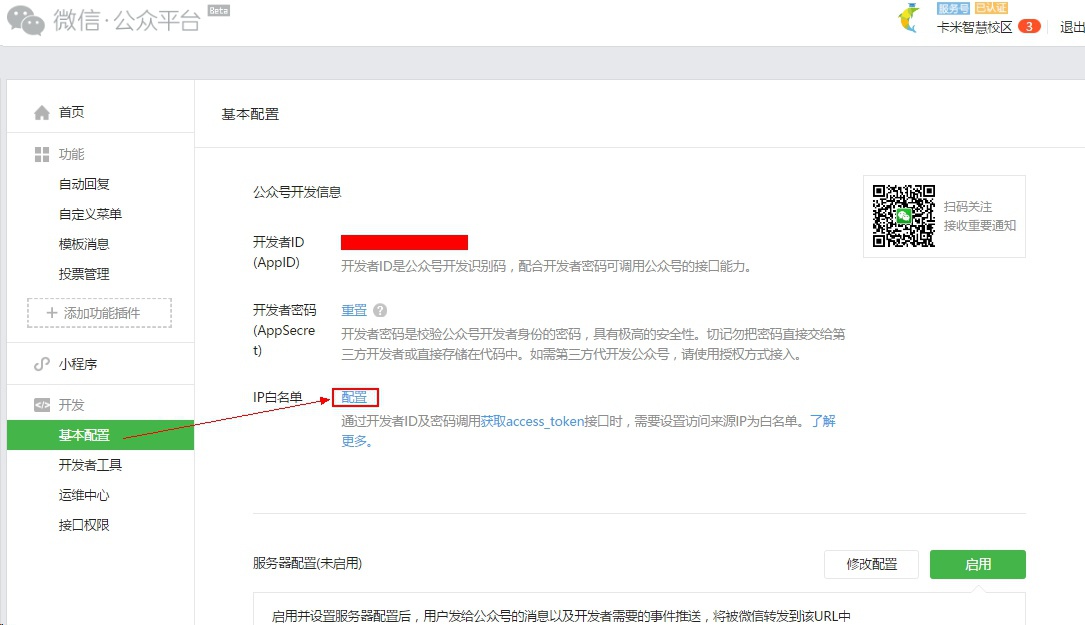 微信·公众平台 Beta
服务号 已认证
卡米智慧校区 3 退出
首页
功能
自动回复
自定义菜单
模板消息
投票管理
+ 添加功能插件
小程序
</> 开发
基本配置
开发者工具
运维中心
接口权限
基本配置
公众号开发信息
扫码关注
接收重要通知
开发者ID
(AppID)
开发者ID是公众号开发识别码，配合开发者密码可调用公众号的接口能力。
开发者密码
(AppSecre
t)
重置 ?
开发者密码是校验公众号开发者身份的密码，具有极高的安全性。切记勿把密码直接交给第
三方开发者或直接存储在代码中。如需第三方代开发公众号，请使用授权方式接入。
IP白名单
配置
通过开发者ID及密码调用获取access_token接口时，需要设置访问来源IP为白名单。了解
更多。
服务器配置(未启用)
修改配置
启用
启用并设置服务器配置后，用户发给公众号的消息以及开发者需要的事件推送，将被微信转发到该URL中